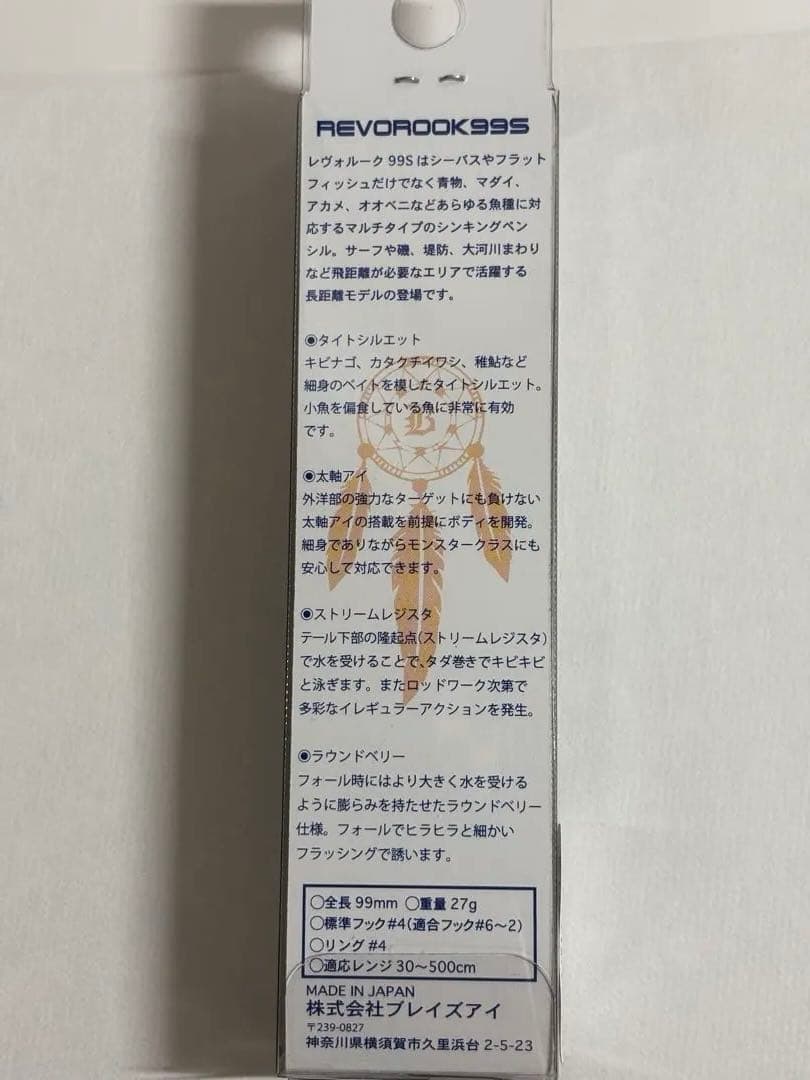 REVOROOK99S
レヴォルーク 99S はシーバスやフラット
フィッシュだけでなく青物、マダイ、
アカメ、オオベニなどあらゆる魚種に対
応するマルチタイプのシンキングペン
シル。サーフや磯、堤防、大河川まわり
など飛距離が必要なエリアで活躍する
長距離モデルの登場です。
◉タイトシルエット
キビナゴ、カタクチイワシ、稚鮎など
細身のベイトを模したタイトシルエット。
小魚を偏食している魚に非常に有効
です。
◉太軸アイ
外洋部の強力なターゲットにも負けない
太軸アイの搭載を前提にボディを開発。
細身でありながらモンスタークラスにも
安心して対応できます。
◉ストリームレジスタ
テール下部の隆起点(ストリームレジスタ)
で水を受けることで、タダ巻きでキビキビ
と泳ぎます。またロッドワーク次第で
多彩なイレギュラーアクションを発生。
◉ラウンドベリー
フォール時にはより大きく水を受ける
ように膨らみを持たせたラウンドベリー
仕様。フォールでヒラヒラと細かい
フラッシングで誘います。
○全長 99mm ○重量 27g
○標準フック#4(適合フック#6～2)
○リング #4
○適応レンジ 30～500cm
MADE IN JAPAN
株式会社ブレイズアイ
〒239-0827
神奈川県横須賀市久里浜台 2-5-23